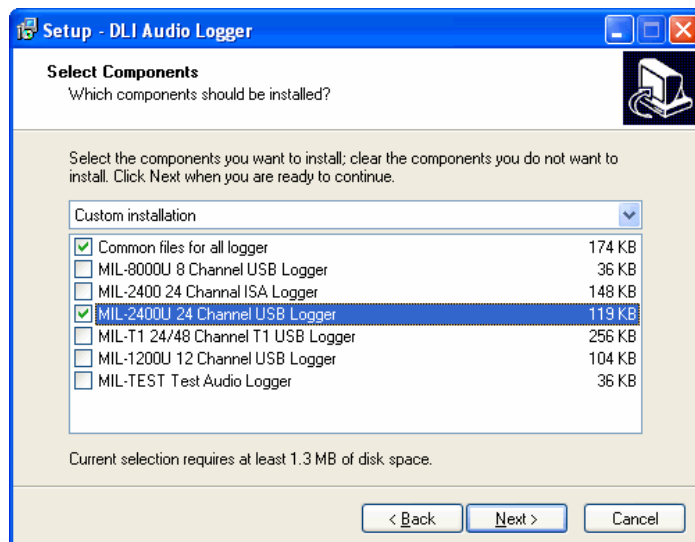 Setup - DLI Audio Logger
Select Components
Which components should be installed?
Select the components you want to install; clear the components you do not want to
install. Click Next when you are ready to continue.
Custom installation
Common files for all logger 174 KB
MIL-8000U 8 Channel USB Logger 36 KB
MIL-2400 24 Channal ISA Logger 148 KB
MIL-2400U 24 Channel USB Logger 119 KB
MIL-T1 24/48 Channel T1 USB Logger 256 KB
MIL-1200U 12 Channel USB Logger 104 KB
MIL-TEST Test Audio Logger 36 KB
Current selection requires at least 1.3 MB of disk space.
< Back Next > Cancel